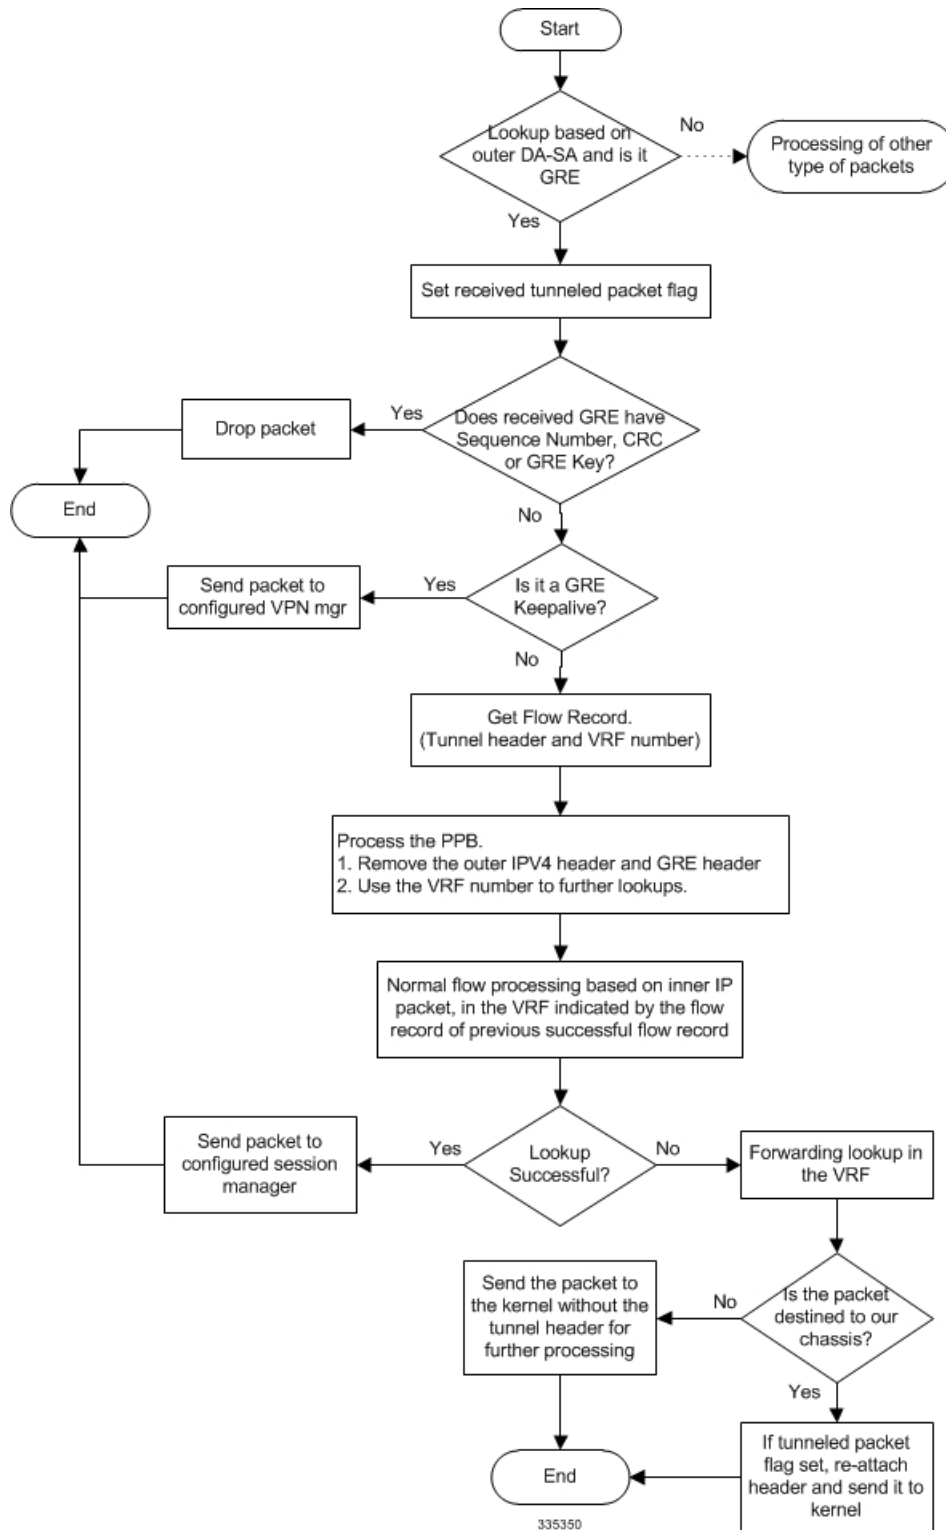 Start
Lookup based on
outer DA-SA and is it
GRE
No
Processing of other
type of packets
Yes
Set received tunneled packet flag
Does received GRE have
Sequence Number, CRC
or GRE Key?
Yes
Drop packet
End
No
Is it a GRE
Keepalive?
Yes
Send packet to
configured VPN mgr
No
Get Flow Record.
(Tunnel header and VRF number)
Process the PPB.
1. Remove the outer IPV4 header and GRE header
2. Use the VRF number to further lookups.
Normal flow processing based on inner IP
packet, in the VRF indicated by the flow
record of previous successful flow record
Lookup
Successful?
Yes
Send packet to
configured session
manager
No
Forwarding lookup in
the VRF
Is the packet
destined to our
chassis?
No
Send the packet to
the kernel without the
tunnel header for
further processing
Yes
If tunneled packet
flag set, re-attach
header and send it to
kernel
End
335350